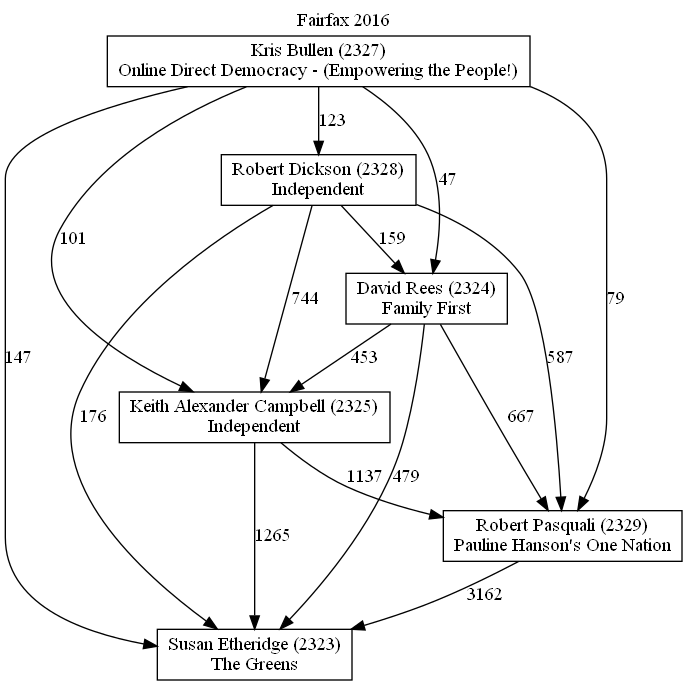 Fairfax 2016
Kris Bullen (2327)
Online Direct Democracy - (Empowering the People!)
123
Robert Dickson (2328)
Independent
47
101
159
David Rees (2324)
Family First
744
79
147
453
587
Keith Alexander Campbell (2325)
Independent
176
667
1137
479
Robert Pasquali (2329)
Pauline Hanson's One Nation
1265
3162
Susan Etheridge (2323)
The Greens